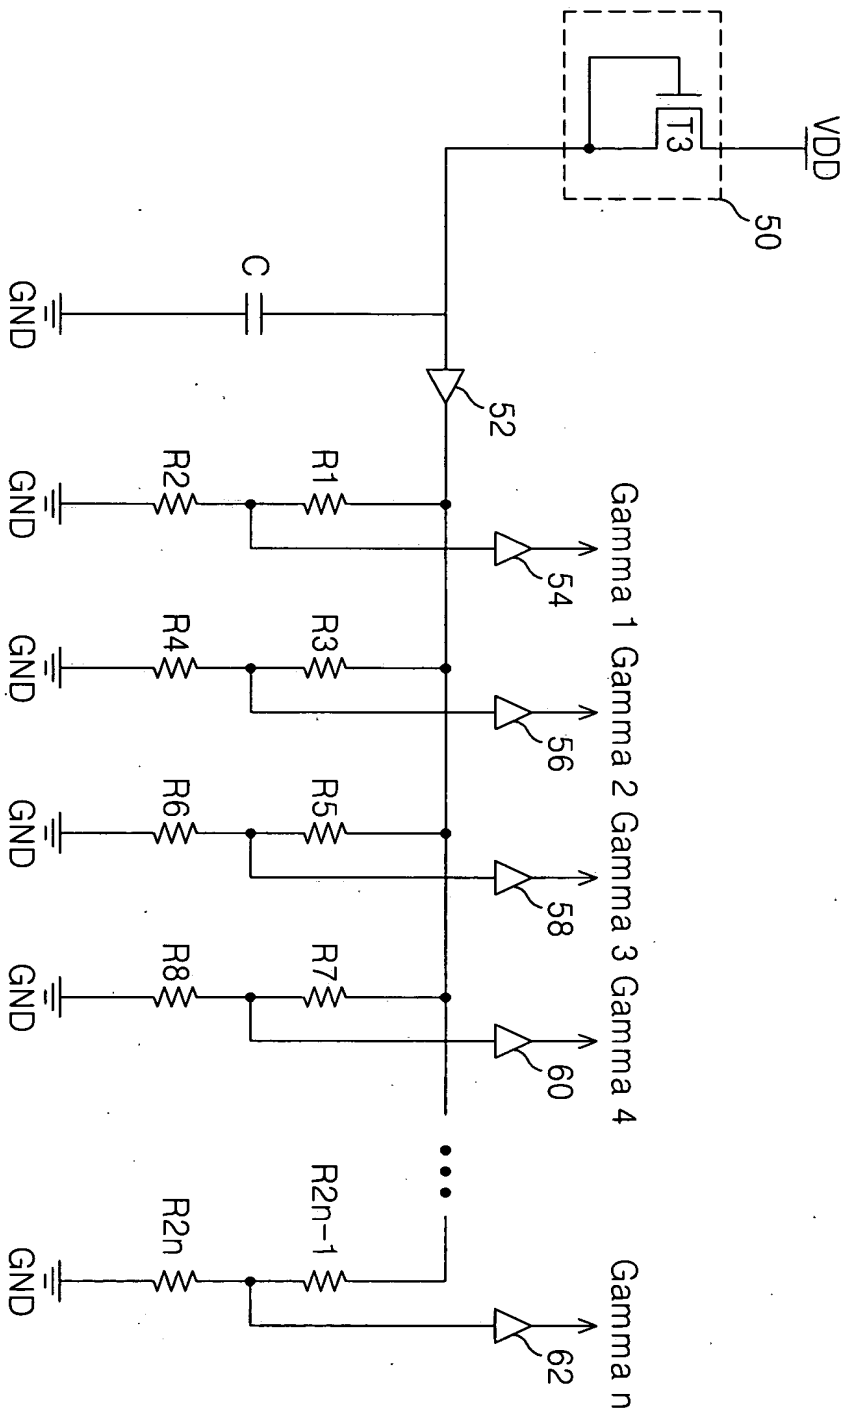 VDD
T3
50
C
GND
52
Gamma 1
Gamma 2
Gamma 3
Gamma 4
Gamma n
54
56
58
60
62
R1
R3
R5
R7
R2n-1
R2
R4
R6
R8
R2n
GND
GND
GND
GND
GND